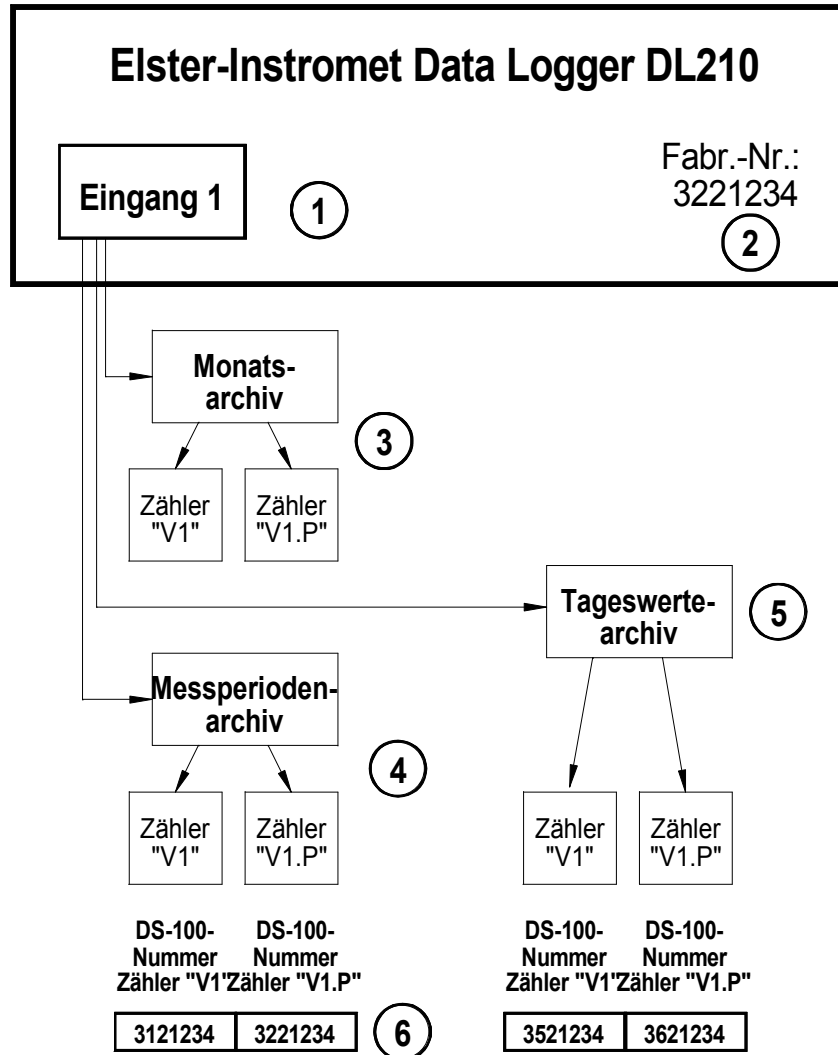 Elster-Instromet Data Logger DL210
Eingang 1
1
Fabr.-Nr.:
3221234
2
Monats-
archiv
3
Zähler
"V1"
Zähler
"V1.P"
Tageswerte-
archiv
5
Messperioden-
archiv
4
Zähler
"V1"
Zähler
"V1.P"
Zähler
"V1"
Zähler
"V1.P"
DS-100-
Nummer
Zähler "V1"
DS-100-
Nummer
Zähler "V1.P"
DS-100-
Nummer
Zähler "V1"
DS-100-
Nummer
Zähler "V1.P"
3121234
3221234
6
3521234
3621234